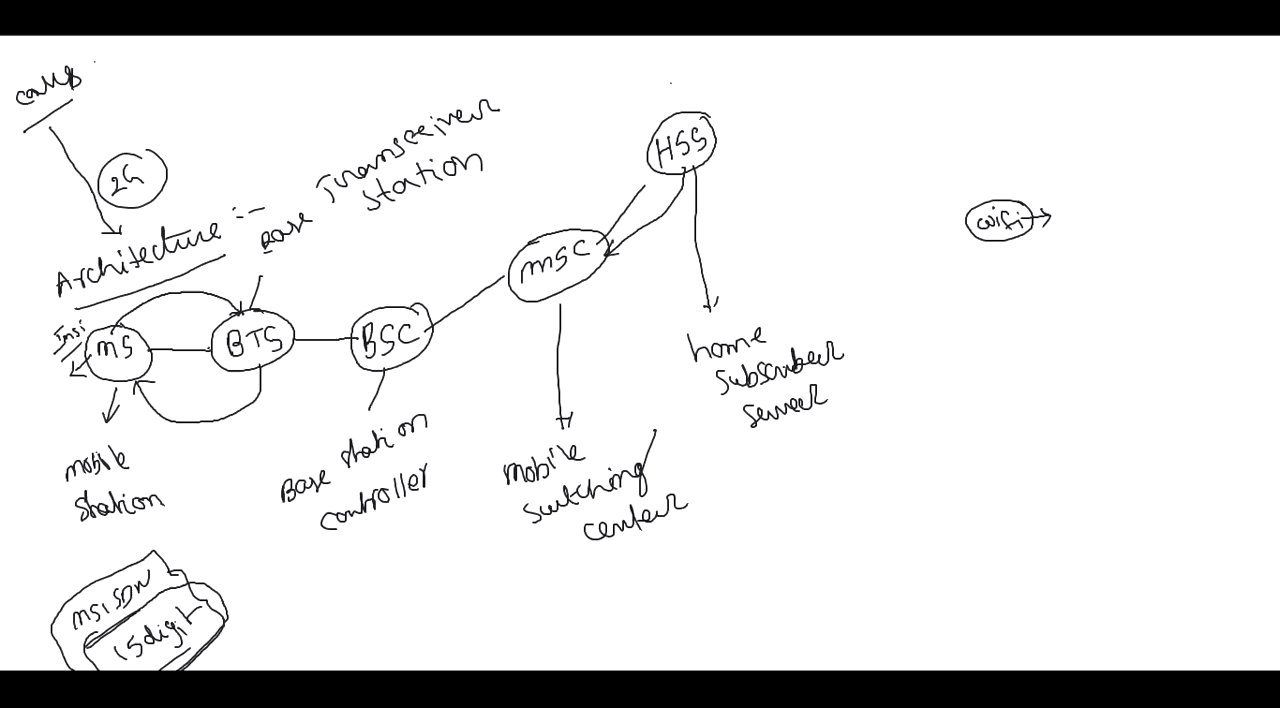 calls
2G
Architecture :-
Base Transceiver
station
Imsi
MS
BTS
BSC
MSC
HSS
wifi
mobile
station
Base station
controller
mobile
switching
center
home
subscriber
server
MSISDN
15digit